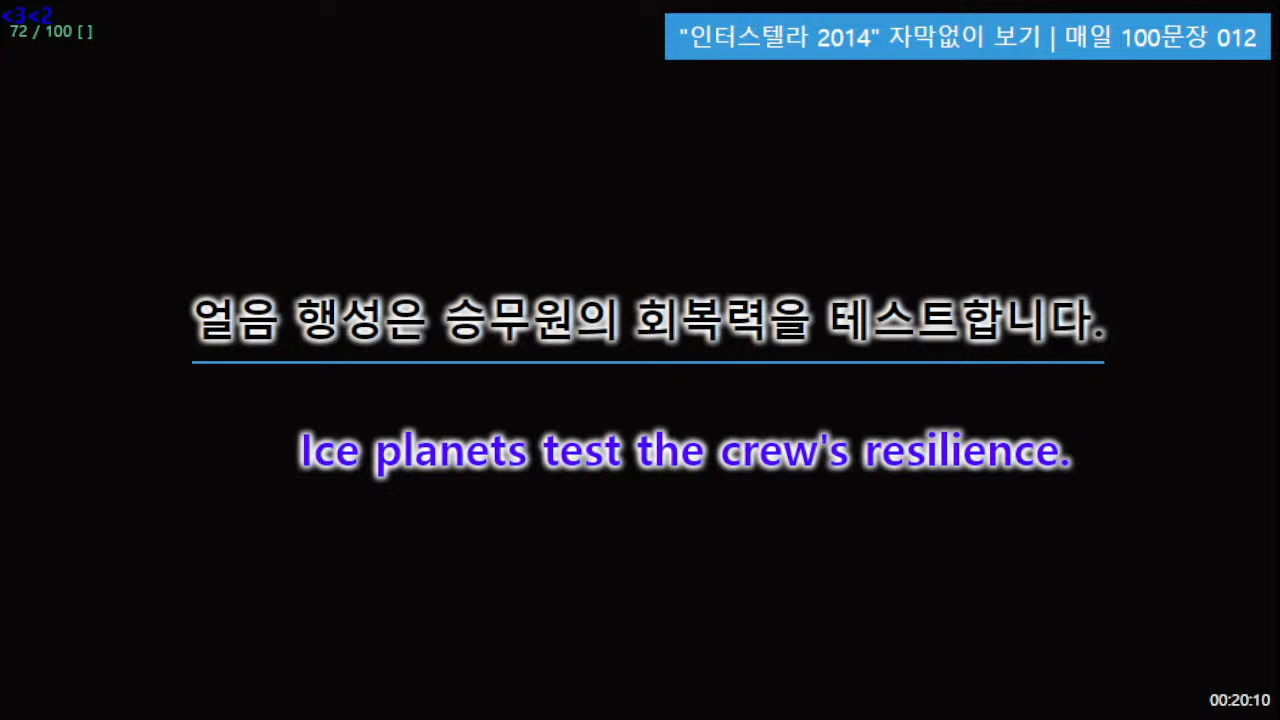 <3<2
72 / 100 [ ]
"인터스텔라 2014" 자막없이 보기 | 매일 100문장 012
얼음 행성은 승무원의 회복력을 테스트합니다.
Ice planets test the crew's resilience.
00:20:10